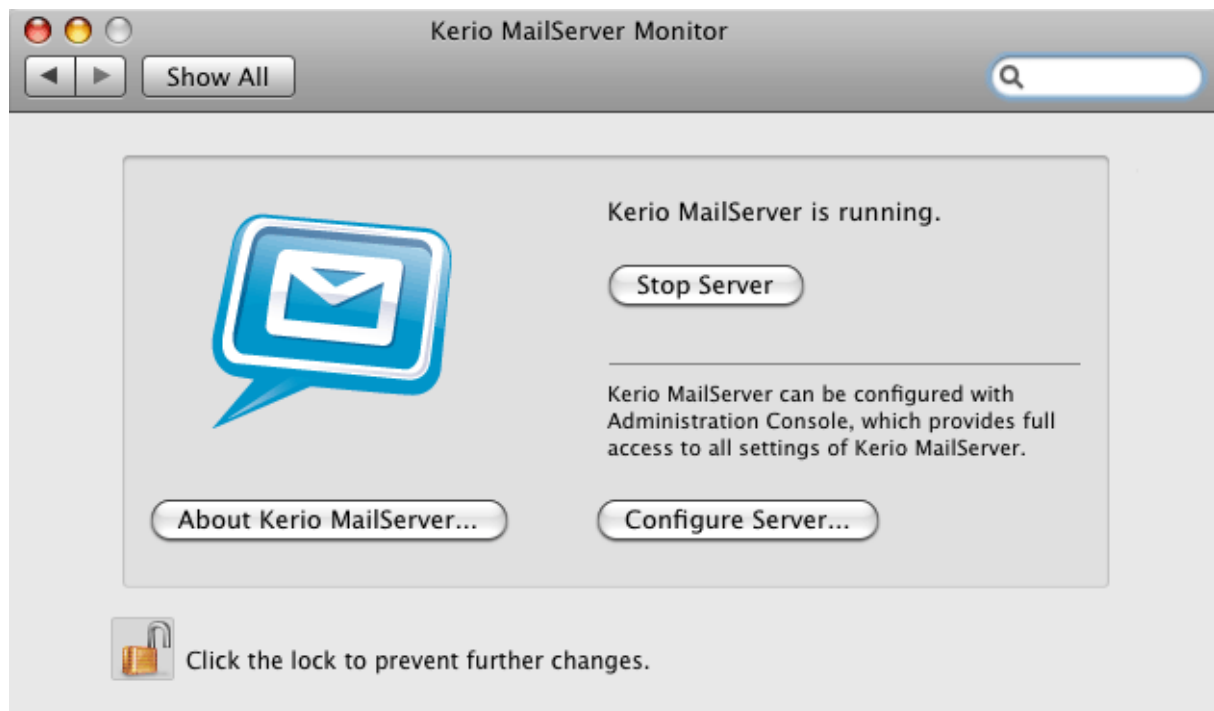 Kerio MailServer Monitor
Show All
Kerio MailServer is running.
Stop Server
Kerio MailServer can be configured with
Administration Console, which provides full
access to all settings of Kerio MailServer.
About Kerio MailServer...
Configure Server...
Click the lock to prevent further changes.